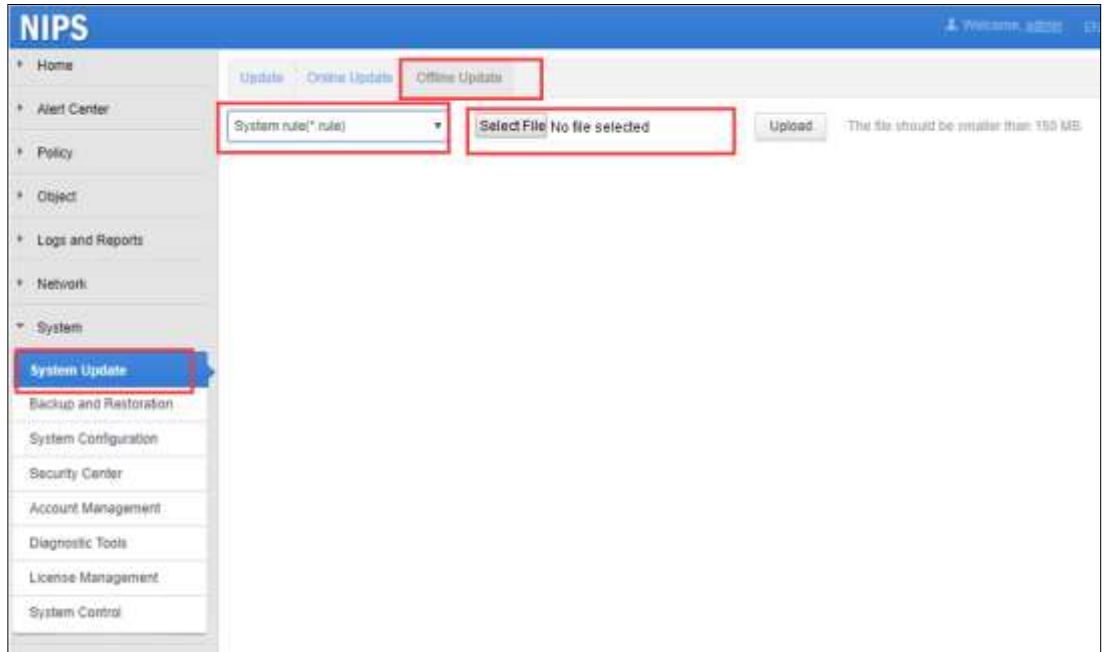 NIPS
Welcome, admin
Home
Update Online Update Offline Update
Alert Center
System rule(*.rule) Select File No file selected Upload The file should be smaller than 150 MB.
Policy
Object
Logs and Reports
Network
System
System Update
Backup and Restoration
System Configuration
Security Center
Account Management
Diagnostic Tools
License Management
System Control